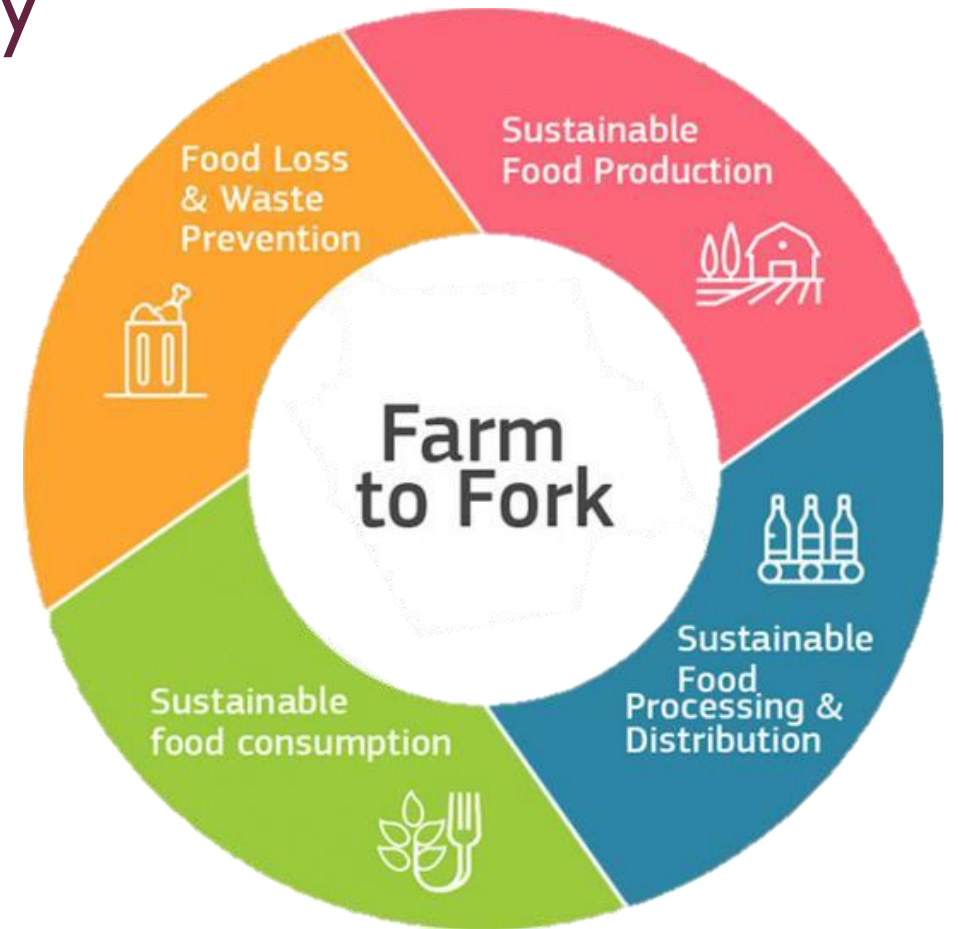 y
Food Loss
& Waste
Prevention
Sustainable
Food Production
Farm
to Fork
Sustainable
Food
Processing &
Distribution
Sustainable
food consumption